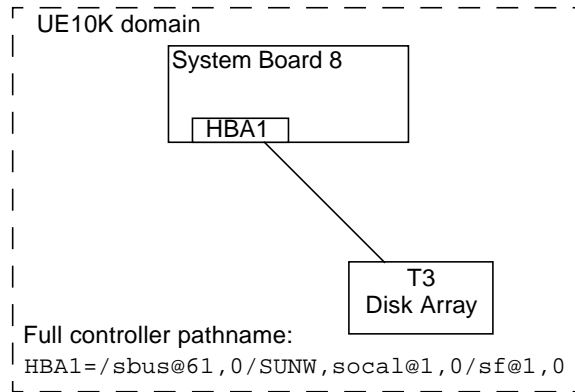 UE10K domain
System Board 8
HBA1
T3
Disk Array
Full controller pathname:
HBA1=/sbus@61,0/SUNW,socal@1,0/sf@1,0